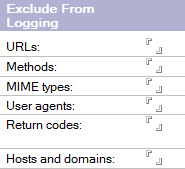 Exclude From
Logging
URLs:
Methods:
MIME types:
User agents:
Return codes:
Hosts and domains: